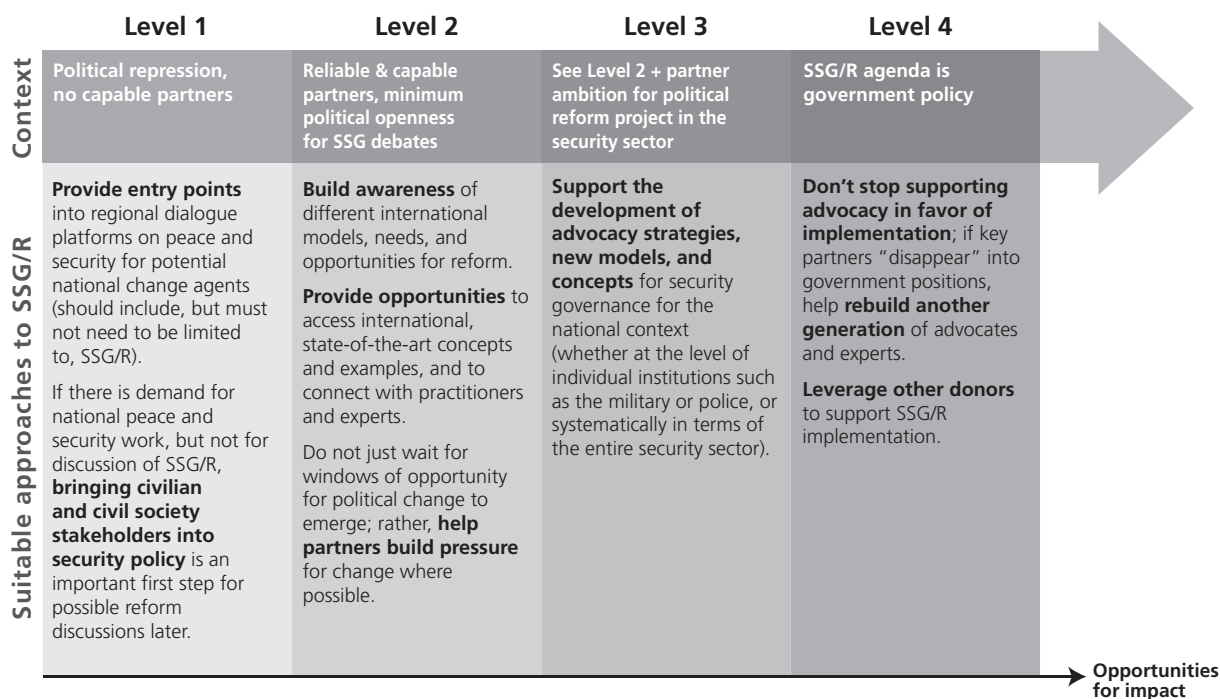 Level 1
Level 2
Level 3
Level 4
Context
Political repression,
no capable partners
Reliable & capable
partners, minimum
political openness
for SSG debates
See Level 2 + partner
ambition for political
reform project in the
security sector
SSG/R agenda is
government policy
Suitable approaches to SSG/R
Provide entry points
into regional dialogue
platforms on peace and
security for potential
national change agents
(should include, but must
not need to be limited
to, SSG/R).
If there is demand for
national peace and
security work, but not for
discussion of SSG/R,
bringing civilian
and civil society
stakeholders into
security policy is an
important first step for
possible reform
discussions later.
Build awareness of
different international
models, needs, and
opportunities for reform.
Provide opportunities to
access international,
state-of-the-art concepts
and examples, and to
connect with practitioners
and experts.
Do not just wait for
windows of opportunity
for political change to
emerge; rather, help
partners build pressure
for change where
possible.
Support the
development of
advocacy strategies,
new models, and
concepts for security
governance for the
national context
(whether at the level of
individual institutions such
as the military or police, or
systematically in terms of
the entire security sector).
Don’t stop supporting
advocacy in favor of
implementation; if key
partners “disappear” into
government positions,
help rebuild another
generation of advocates
and experts.
Leverage other donors
to support SSG/R
implementation.
Opportunities
for impact